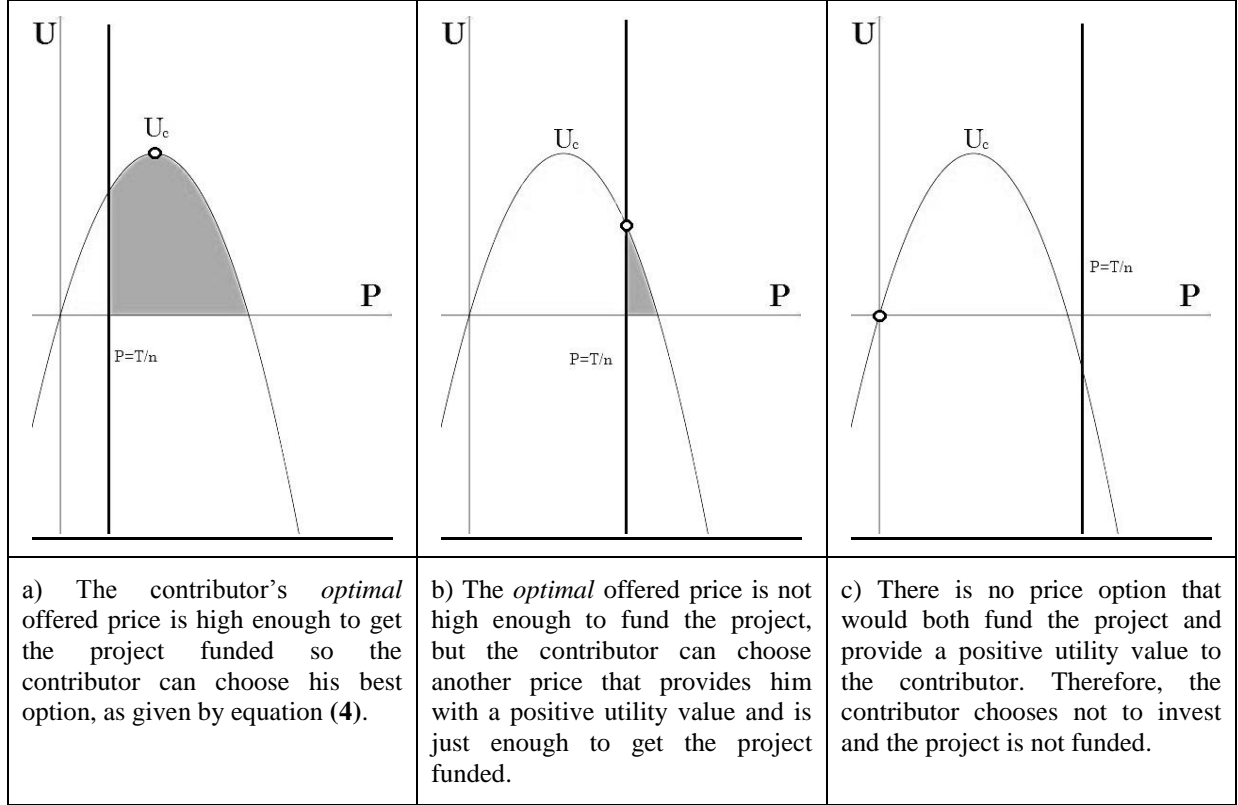 U
U
U
Uc
Uc
Uc
P=T/n
P
P
P
P=T/n
P=T/n
a) The contributor's optimal
offered price is high enough to get
the project funded so the
contributor can choose his best
option, as given by equation (4).
b) The optimal offered price is not
high enough to fund the project,
but the contributor can choose
another price that provides him
with a positive utility value and is
just enough to get the project
funded.
c) There is no price option that
would both fund the project and
provide a positive utility value to
the contributor. Therefore, the
contributor chooses not to invest
and the project is not funded.